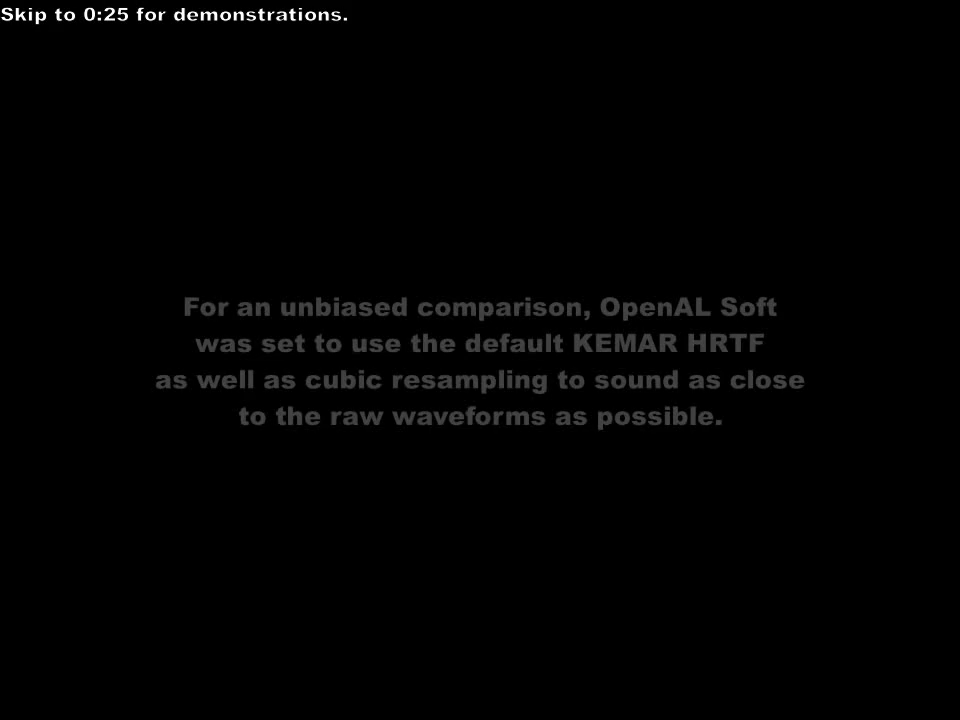 Skip to 0:25 for demonstrations.
For an unbiased comparison, OpenAL Soft
was set to use the default KEMAR HRTF
as well as cubic resampling to sound as close
to the raw waveforms as possible.